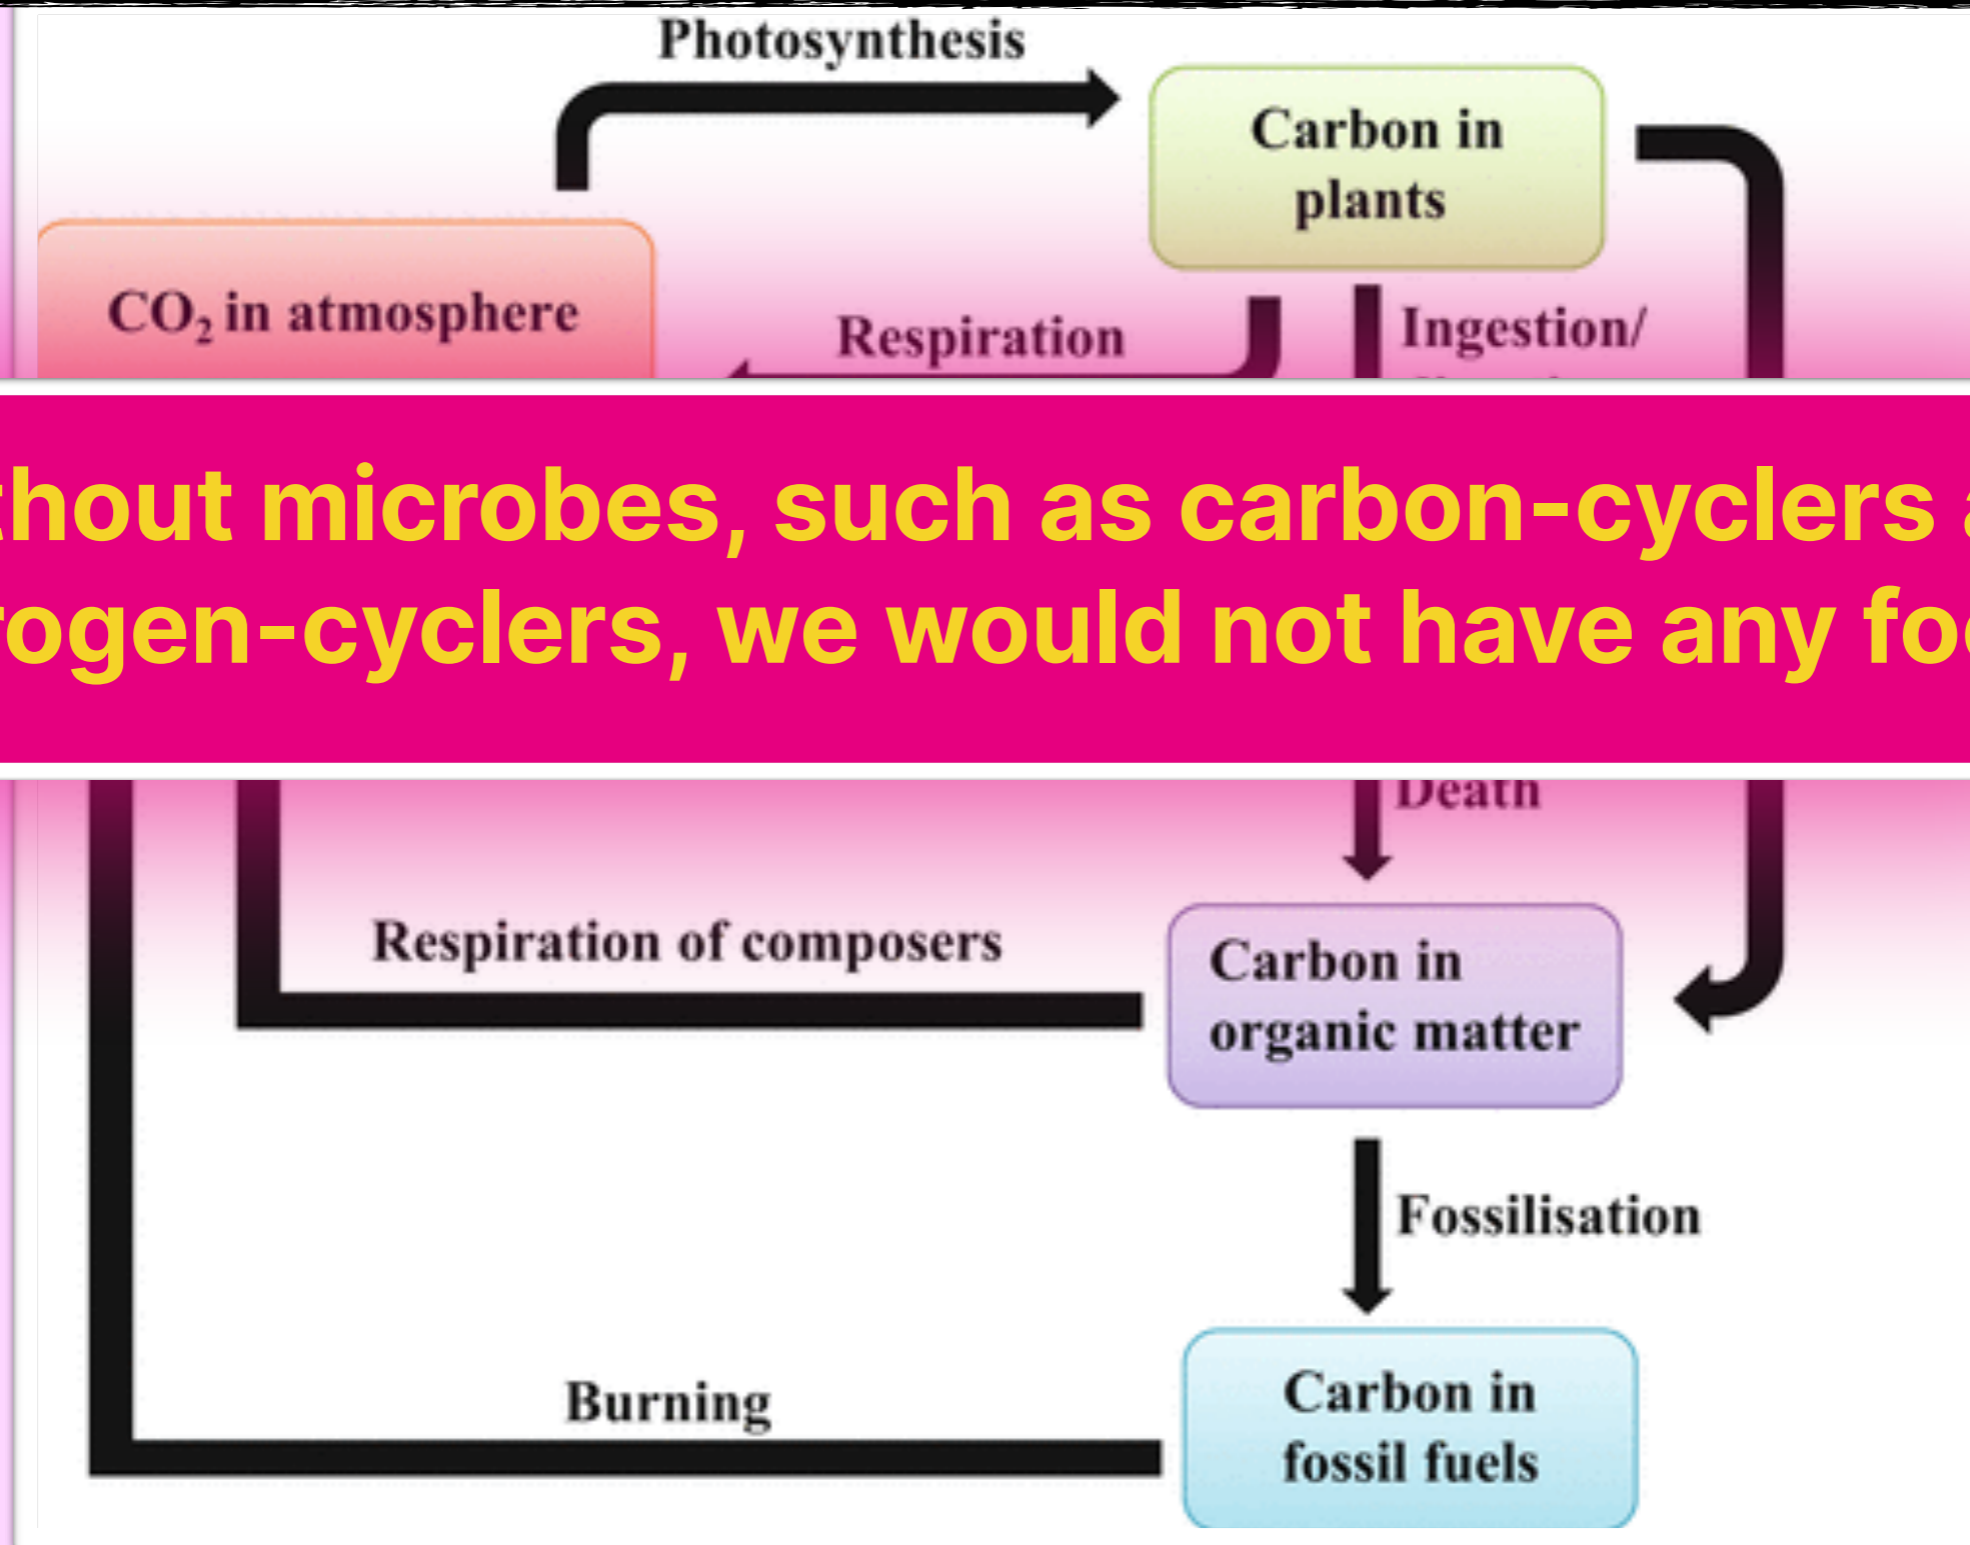 Photosynthesis
Carbon in
plants
CO₂ in atmosphere
Respiration
Ingestion/
thout microbes, such as carbon-cyclers
rogen-cyclers, we would not have any
Death
Respiration of composers
Carbon in
organic matter
Fossilisation
Burning
Carbon in
fossil fuels